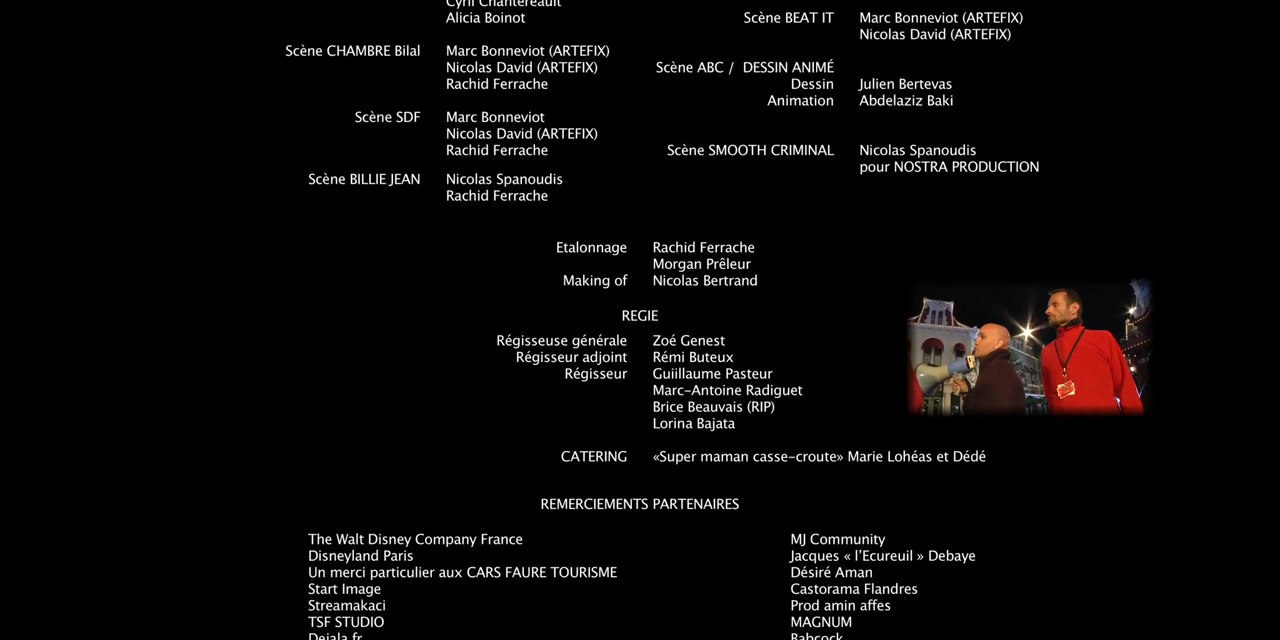 Cyril Chantereault
Alicia Boinot
Scène CHAMBRE Bilal Marc Bonneviot (ARTEFIX)
Nicolas David (ARTEFIX)
Rachid Ferrache
Scène SDF Marc Bonneviot
Nicolas David (ARTEFIX)
Rachid Ferrache
Scène BILLIE JEAN Nicolas Spanoudis
Rachid Ferrache
Scène BEAT IT Marc Bonneviot (ARTEFIX)
Nicolas David (ARTEFIX)
Scène ABC / DESSIN ANIMÉ
Dessin Julien Bertevas
Animation Abdelaziz Baki
Scène SMOOTH CRIMINAL Nicolas Spanoudis
pour NOSTRA PRODUCTION
Etalonnage Rachid Ferrache
Morgan Prêleur
Making of Nicolas Bertrand
REGIE
Régisseuse générale Zoé Genest
Régisseur adjoint Rémi Buteux
Régisseur Guiillaume Pasteur
Marc-Antoine Radiguet
Brice Beauvais (RIP)
Lorina Bajata
CATERING «Super maman casse-croute» Marie Lohéas et Dédé
REMERCIEMENTS PARTENAIRES
The Walt Disney Company France
Disneyland Paris
Un merci particulier aux CARS FAURE TOURISME
Start Image
Streamakaci
TSF STUDIO
Dejala.fr
MJ Community
Jacques « l'Ecureuil » Debaye
Désiré Aman
Castorama Flandres
Prod amin affes
MAGNUM
Babcock